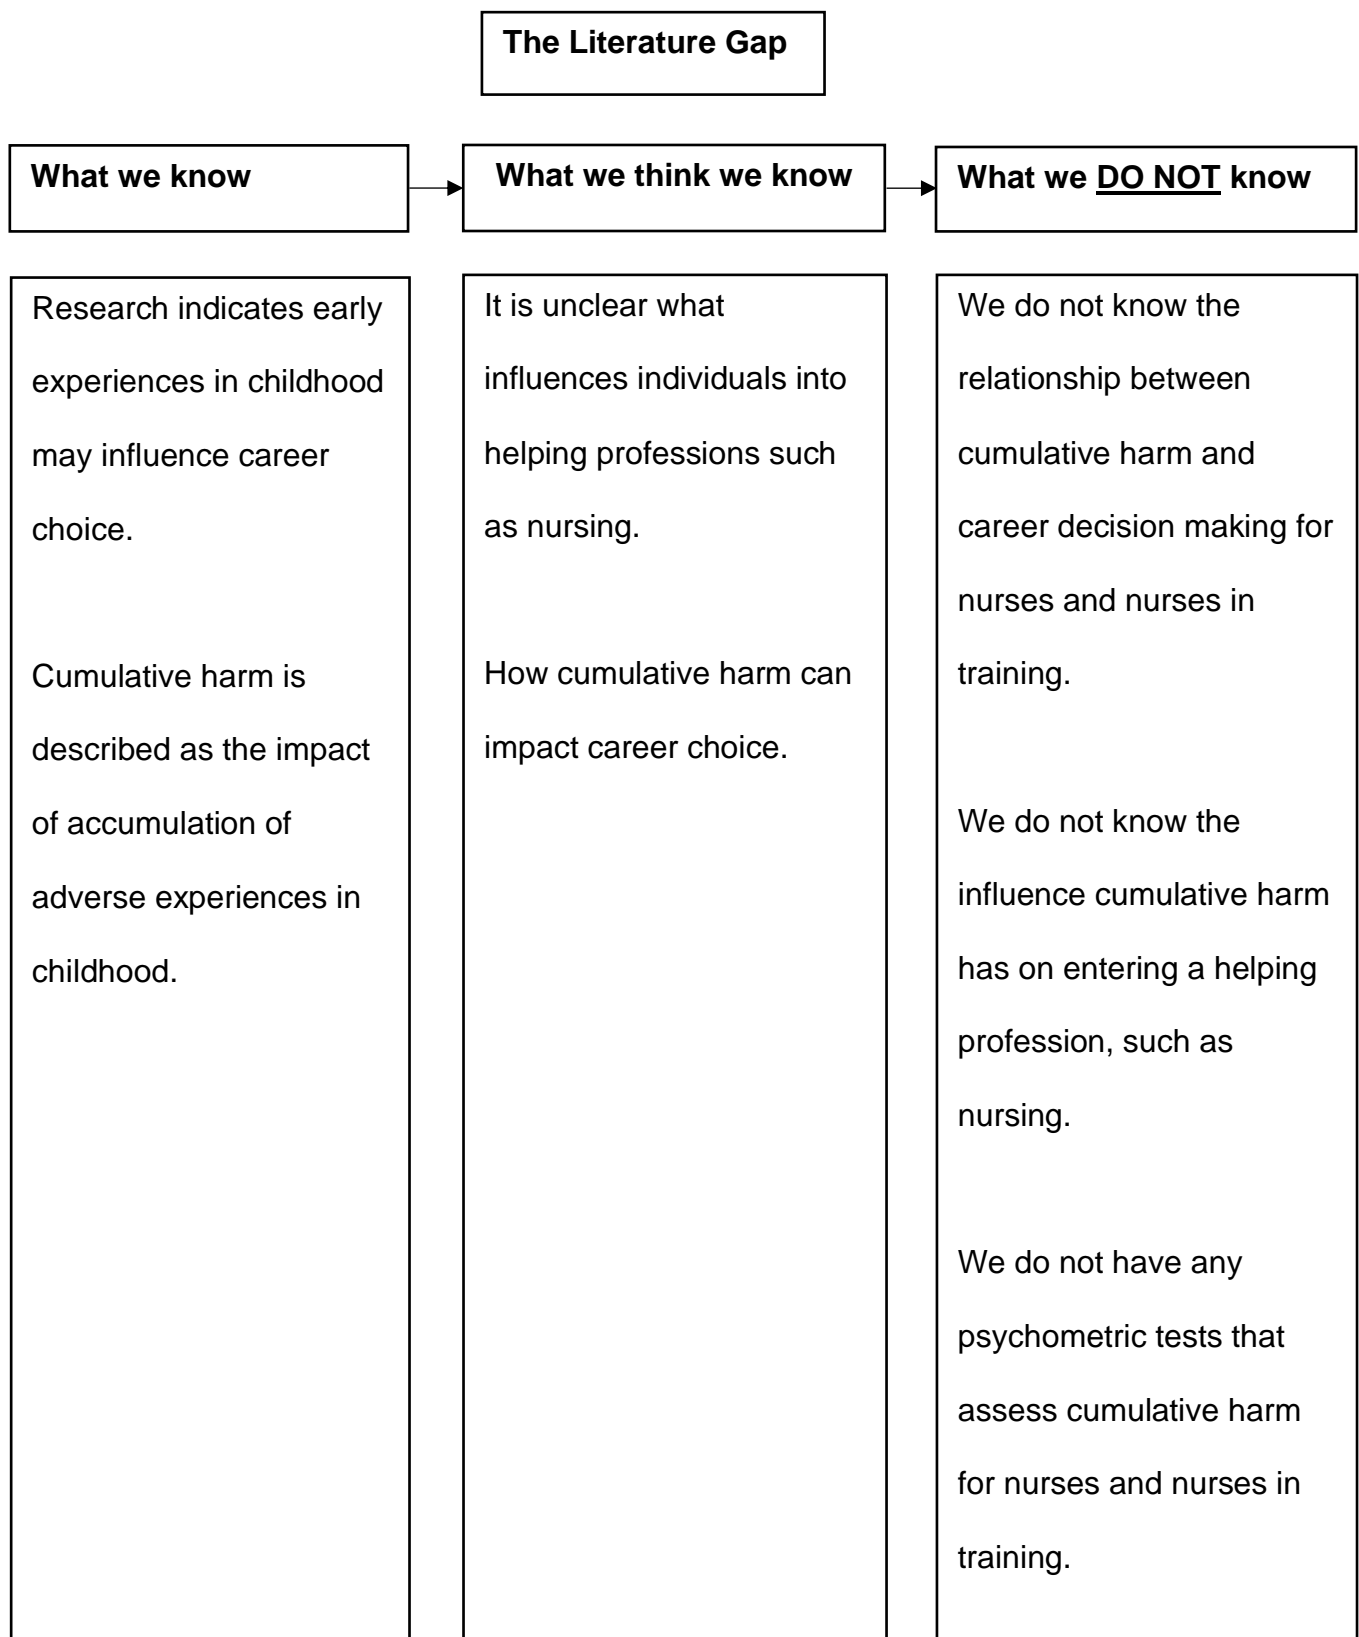 The Literature Gap
What we know
What we think we know
What we DO NOT know
Research indicates early
experiences in childhood
may influence career
choice.
Cumulative harm is
described as the impact
of accumulation of
adverse experiences in
childhood.
It is unclear what
influences individuals into
helping professions such
as nursing.
How cumulative harm can
impact career choice.
We do not know the
relationship between
cumulative harm and
career decision making for
nurses and nurses in
training.
We do not know the
influence cumulative harm
has on entering a helping
profession, such as
nursing.
We do not have any
psychometric tests that
assess cumulative harm
for nurses and nurses in
training.